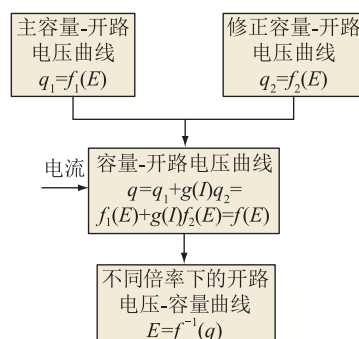 主容量-开路
电压曲线
q₁=f₁(E)
修正容量-开路
电压曲线
q₂=f₂(E)
电流
容量-开路电压曲线
q=q₁+g(I)q₂=
f₁(E)+g(I)f₂(E)=f(E)
不同倍率下的开路
电压-容量曲线
E=f⁻¹(q)